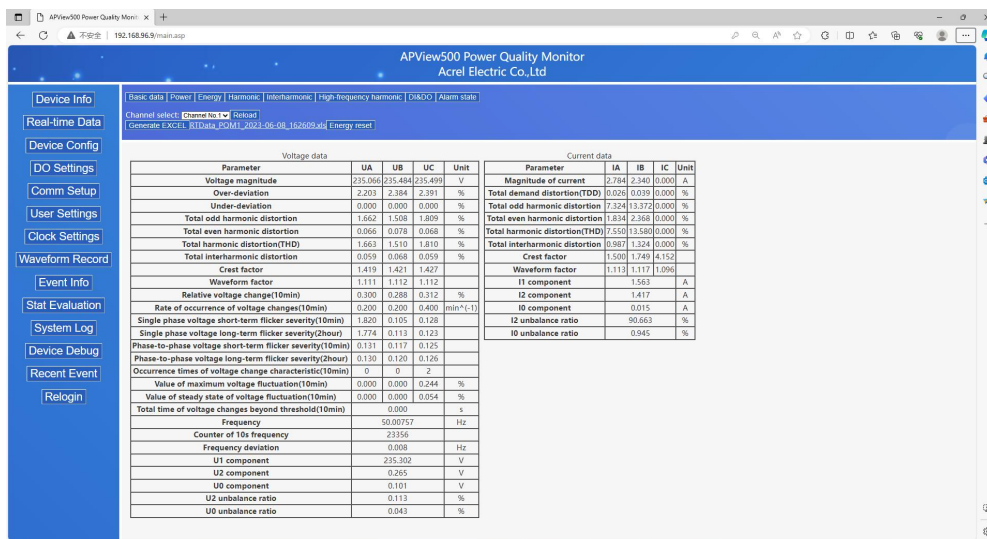 APView500 Power Quality Monit
不安全 192.168.96.9/main.asp
APView500 Power Quality Monitor
Acrel Electric Co.,Ltd
Device Info
Real-time Data
Device Config
DO Settings
Comm Setup
User Settings
Clock Settings
Waveform Record
Event Info
Stat Evaluation
System Log
Device Debug
Recent Event
Relogin
Basic data Power Energy Harmonic Interharmonic High-frequency harmonic DI&DO Alarm state
Channel select: Channel No.1 Reload
Generate EXCEL RTData_PQM1_2023-06-08_162609.xls Energy reset
Voltage data
Parameter UA UB UC Unit
Voltage magnitude 235.066 235.484 235.499 V
Over-deviation 2.203 2.384 2.391 %
Under-deviation 0.000 0.000 0.000 %
Total odd harmonic distortion 1.662 1.508 1.809 %
Total even harmonic distortion 0.066 0.078 0.068 %
Total harmonic distortion(THD) 1.663 1.510 1.810 %
Total interharmonic distortion 0.059 0.068 0.059 %
Crest factor 1.419 1.421 1.427
Waveform factor 1.111 1.112 1.112
Relative voltage change(10min) 0.300 0.288 0.312 %
Rate of occurrence of voltage changes(10min) 0.200 0.200 0.400 min^(-1)
Single phase voltage short-term flicker severity(10min) 1.820 0.105 0.128
Single phase voltage long-term flicker severity(2hour) 1.774 0.113 0.123
Phase-to-phase voltage short-term flicker severity(10min) 0.131 0.117 0.125
Phase-to-phase voltage long-term flicker severity(2hour) 0.130 0.120 0.126
Occurrence times of voltage change characteristic(10min) 0 0 2
Value of maximum voltage fluctuation(10min) 0.000 0.000 0.244 %
Value of steady state of voltage fluctuation(10min) 0.000 0.000 0.054 %
Total time of voltage changes beyond threshold(10min) 0.000 s
Frequency 50.00757 Hz
Counter of 10s frequency 23356
Frequency deviation 0.008 Hz
U1 component 235.302 V
U2 component 0.265 V
U0 component 0.101 V
U2 unbalance ratio 0.113 %
U0 unbalance ratio 0.043 %
Current data
Parameter IA IB IC Unit
Magnitude of current 2.784 2.340 0.000 A
Total demand distortion(TDD) 0.026 0.039 0.000 %
Total odd harmonic distortion 7.324 13.372 0.000 %
Total even harmonic distortion 1.834 2.368 0.000 %
Total harmonic distortion(THD) 7.550 13.580 0.000 %
Total interharmonic distortion 0.987 1.324 0.000 %
Crest factor 1.500 1.749 4.152
Waveform factor 1.113 1.117 1.096
I1 component 1.563 A
I2 component 1.417 A
I0 component 0.015 A
I2 unbalance ratio 90.663 %
I0 unbalance ratio 0.945 %